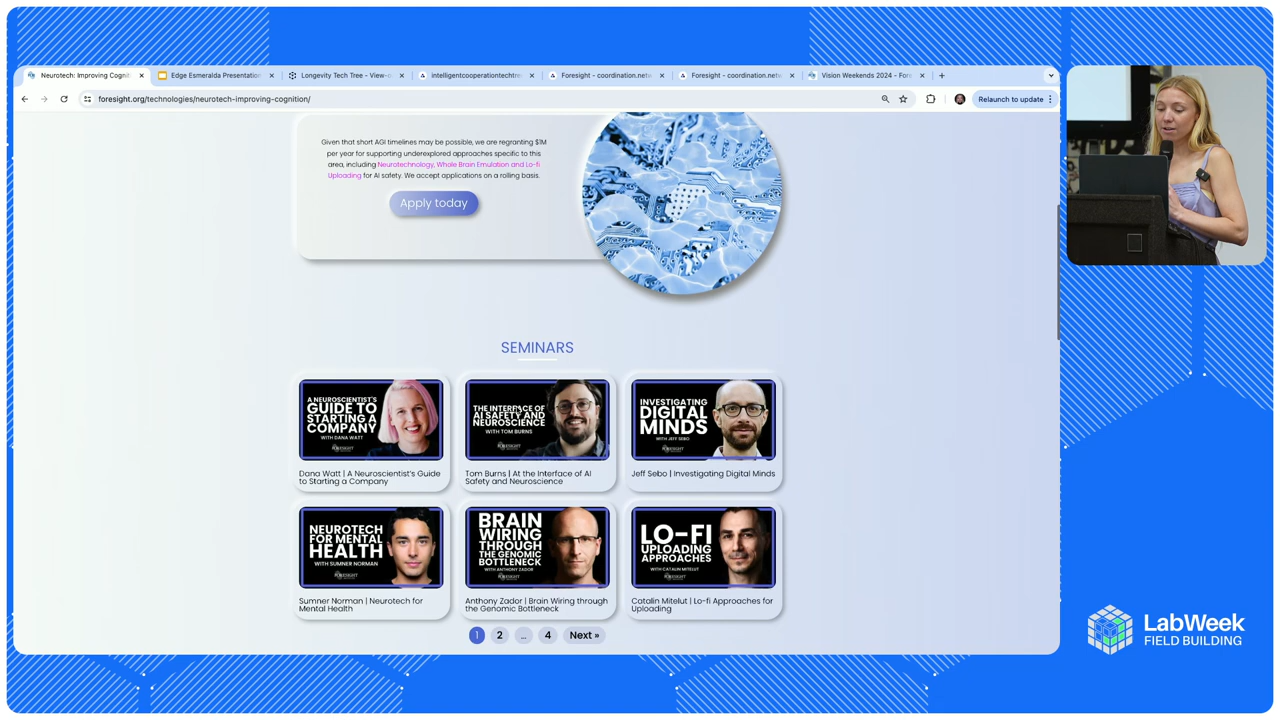 Neurotech: Improving Cogniti
Edge Esmeralda Presentation
Longevity Tech Tree - View-o
intelligentcooperationtechtre
Foresight - coordination.netw
Foresight - coordination.netw
Vision Weekends 2024 - Fore
foresight.org/technologies/neurotech-improving-cognition/
Relaunch to update
Given that short AGI timelines may be possible, we are regranting $1M
per year for supporting underexplored approaches specific to this
area, including Neurotechnology, Whole Brain Emulation and Lo-fi
Uploading for AI safety. We accept applications on a rolling basis.
Apply today
SEMINARS
A NEUROSCIENTIST'S
GUIDE TO
STARTING A
COMPANY
WITH DANA WATT
FORESIGHT
Dana Watt | A Neuroscientist's Guide
to Starting a Company
THE INTERFACE OF
AI SAFETY AND
NEUROSCIENCE
WITH TOM BURNS
FORESIGHT
Tom Burns | At the Interface of AI
Safety and Neuroscience
INVESTIGATING
DIGITAL
MINDS
WITH JEFF SEBO
FORESIGHT
Jeff Sebo | Investigating Digital Minds
NEUROTECH
FOR MENTAL
HEALTH
WITH SUMNER NORMAN
FORESIGHT
Sumner Norman | Neurotech for
Mental Health
BRAIN
WIRING
THROUGH
THE GENOMIC
BOTTLENECK
WITH ANTHONY ZADOR
FORESIGHT
Anthony Zador | Brain Wiring through
the Genomic Bottleneck
LO-FI
UPLOADING
APPROACHES
WITH CATALIN MITELUT
FORESIGHT
Catalin Mitelut | Lo-fi Approaches for
Uploading
1 2 ... 4 Next »
LabWeek
FIELD BUILDING